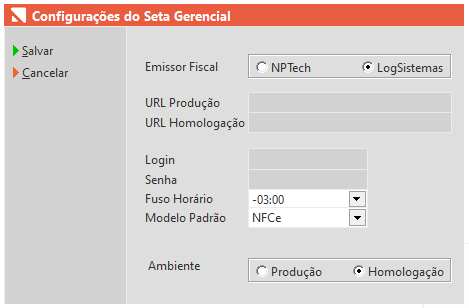 Configurações do Seta Gerencial
Salvar
Cancelar
Emissor Fiscal NPTech LogSistemas
URL Produção
URL Homologação
Login
Senha
Fuso Horário -03:00
Modelo Padrão NFCe
Ambiente Produção Homologação